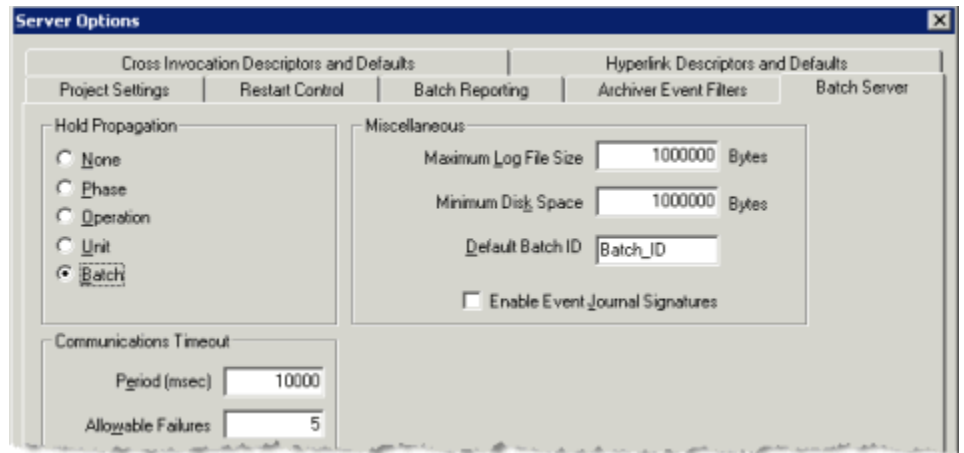 Server Options
Cross Invocation Descriptors and Defaults
Hyperlink Descriptors and Defaults
Project Settings
Restart Control
Batch Reporting
Archiver Event Filters
Batch Server
Hold Propagation
None
Phase
Operation
Unit
Batch
Miscellaneous
Maximum Log File Size 1000000 Bytes
Minimum Disk Space 1000000 Bytes
Default Batch ID Batch_ID
Enable Event Journal Signatures
Communications Timeout
Period (msec) 10000
Allowable Failures 5